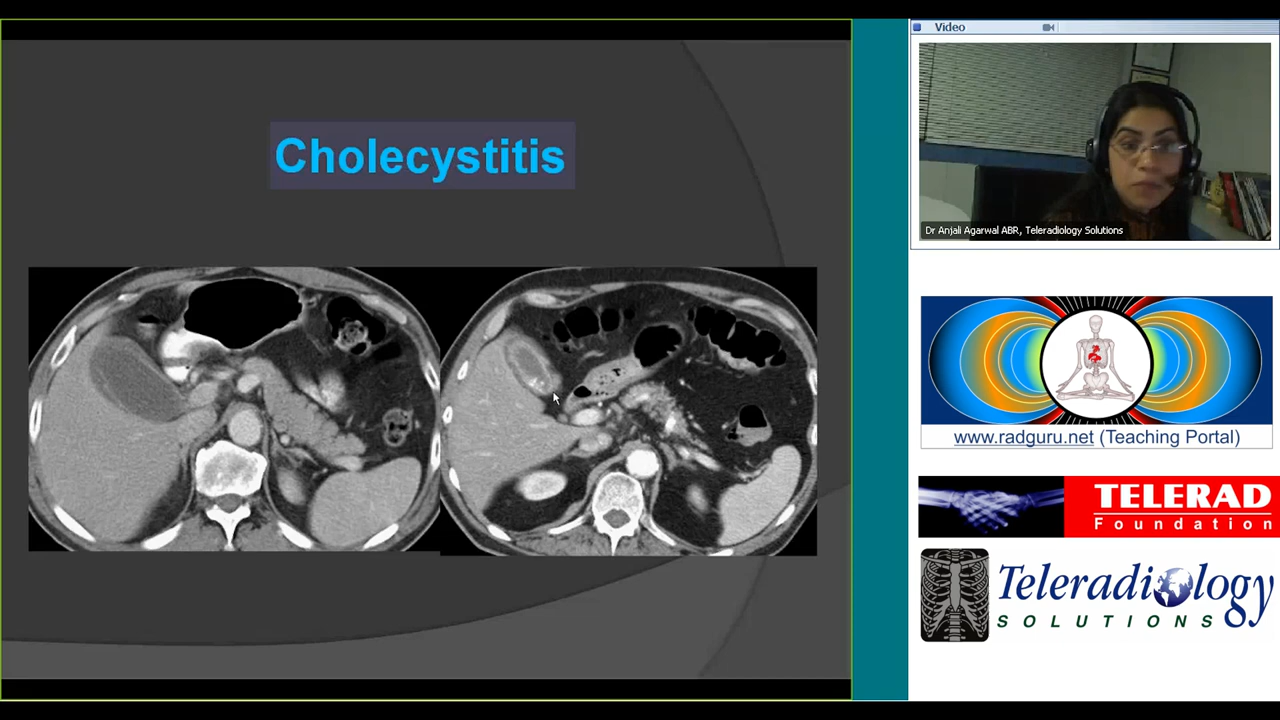 Cholecystitis
Video
Dr Anjali Agarwal ABR, Teleradiology Solutions
www.radguru.net (Teaching Portal)
TELERAD
Foundation
Teleradiology
SOLUTIONS